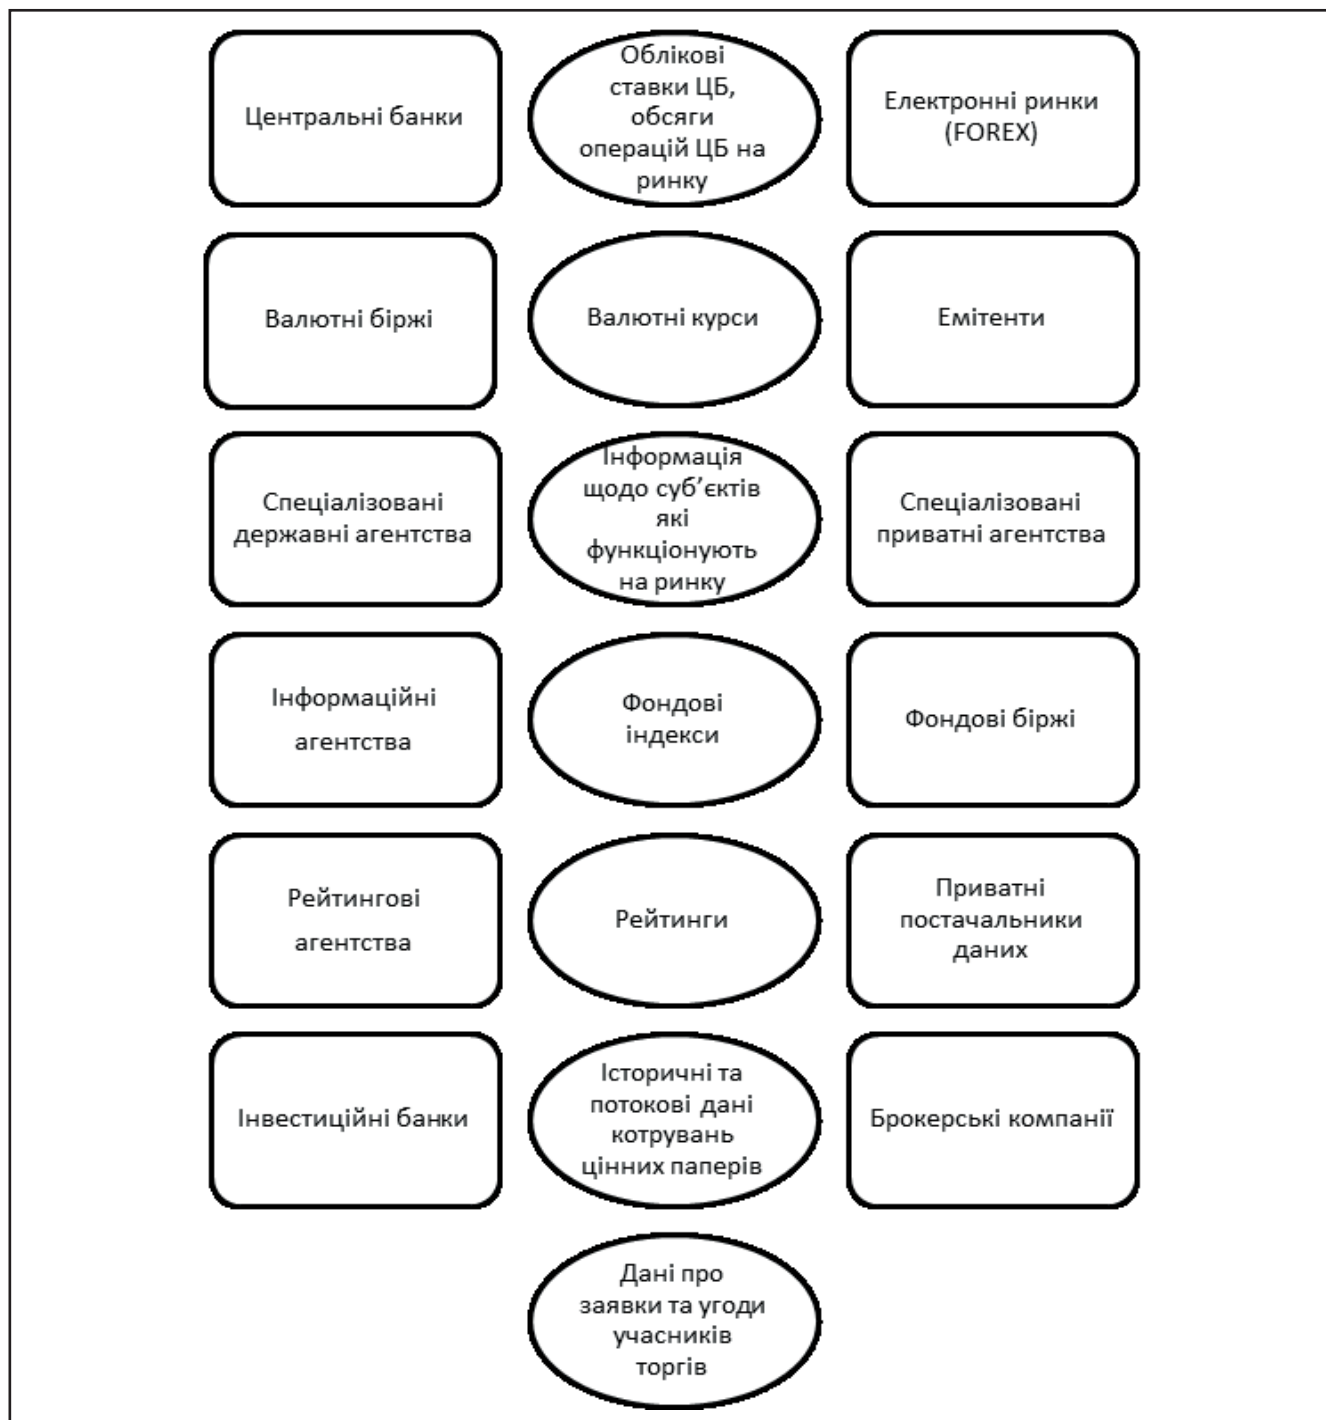 Центральні банки
Облікові
ставки ЦБ,
обсяги
операцій ЦБ на
ринку
Електронні ринки
(FOREX)
Валютні біржі
Валютні курси
Емітенти
Спеціалізовані
державні агентства
Інформація
щодо суб’єктів
які
функціонують
на ринку
Спеціалізовані
приватні агентства
Інформаційні
агентства
Фондові
індекси
Фондові біржі
Рейтингові
агентства
Рейтинги
Приватні
постачальники
даних
Інвестиційні банки
Історичні та
потокові дані
котрувань
цінних паперів
Брокерські компанії
Дані про
заявки та угоди
учасників
торгів